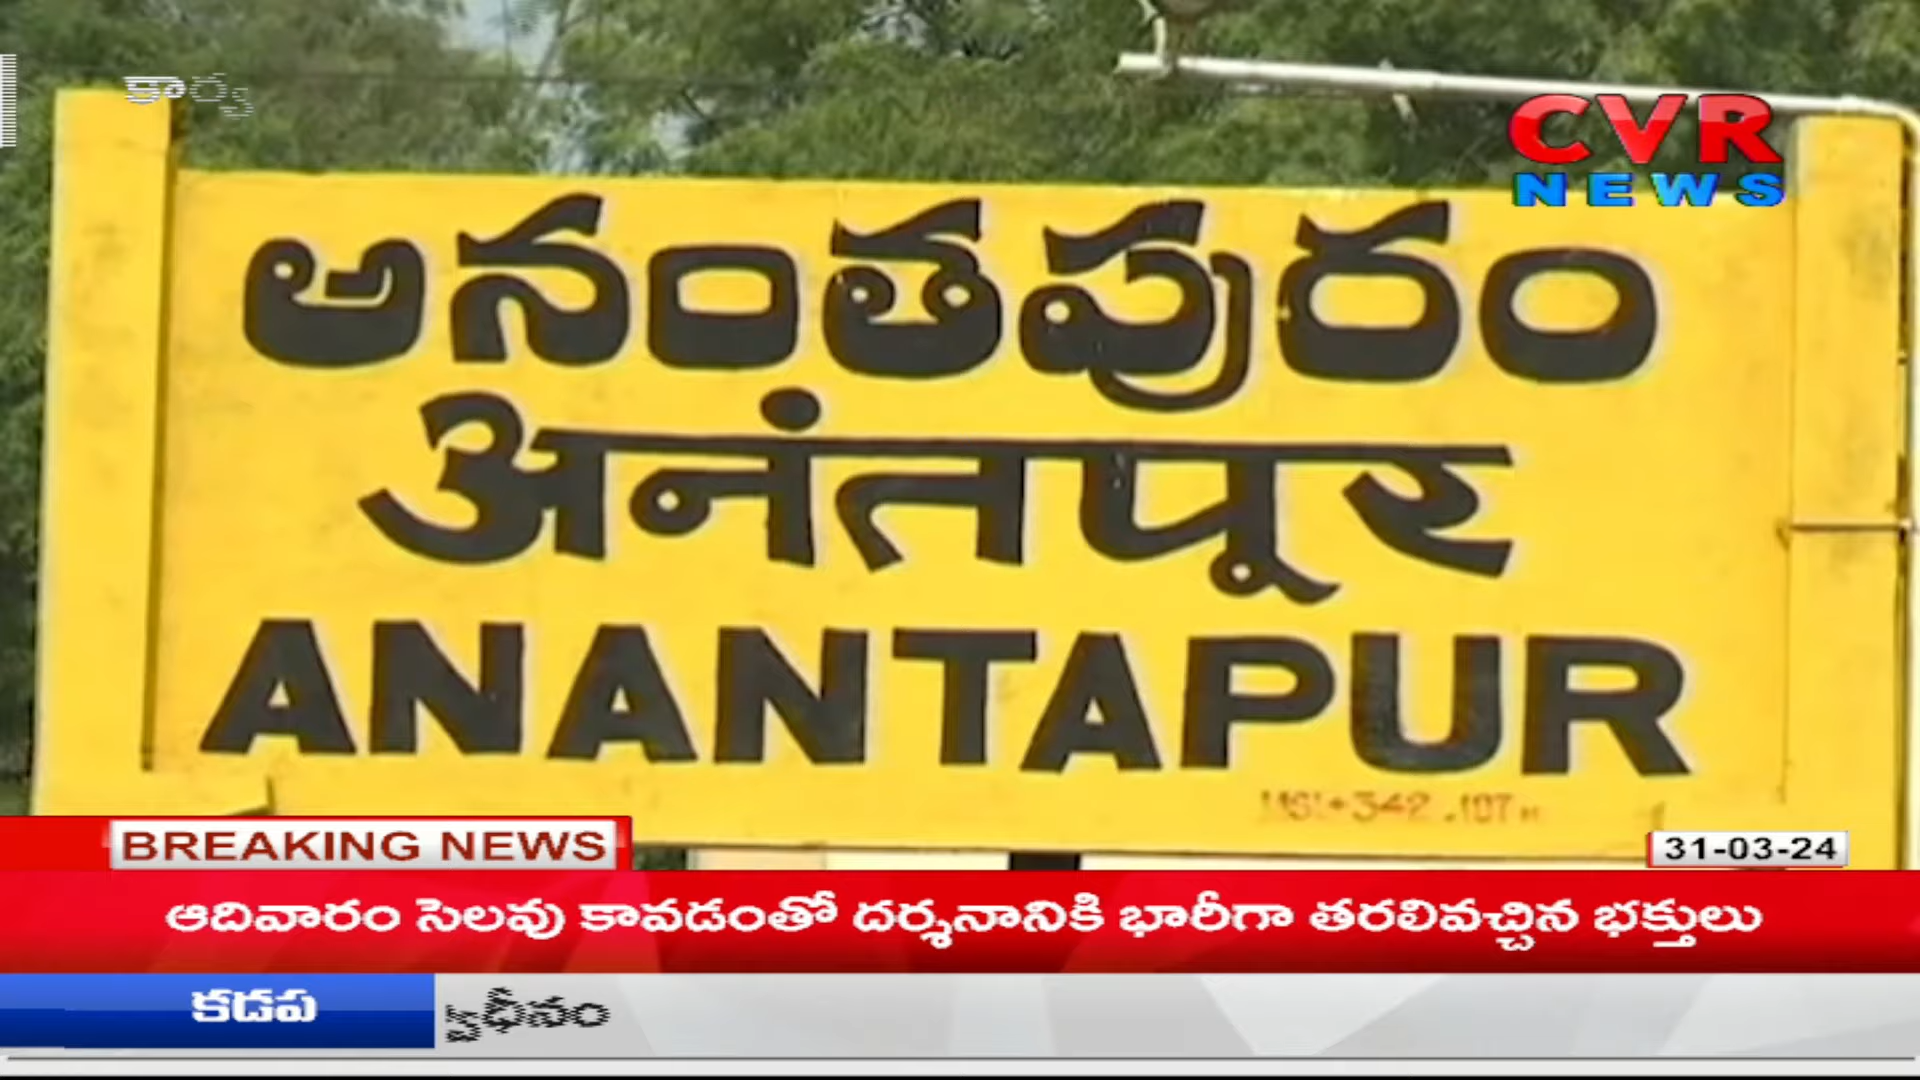 CVR
NEWS
అనంతపురం
अनंतपूर
ANANTAPUR
BREAKING NEWS
31-03-24
ఆదివారం సెలవు కావడంతో దర్శనానికి భారీగా తరలివచ్చిన భక్తులు
కడప